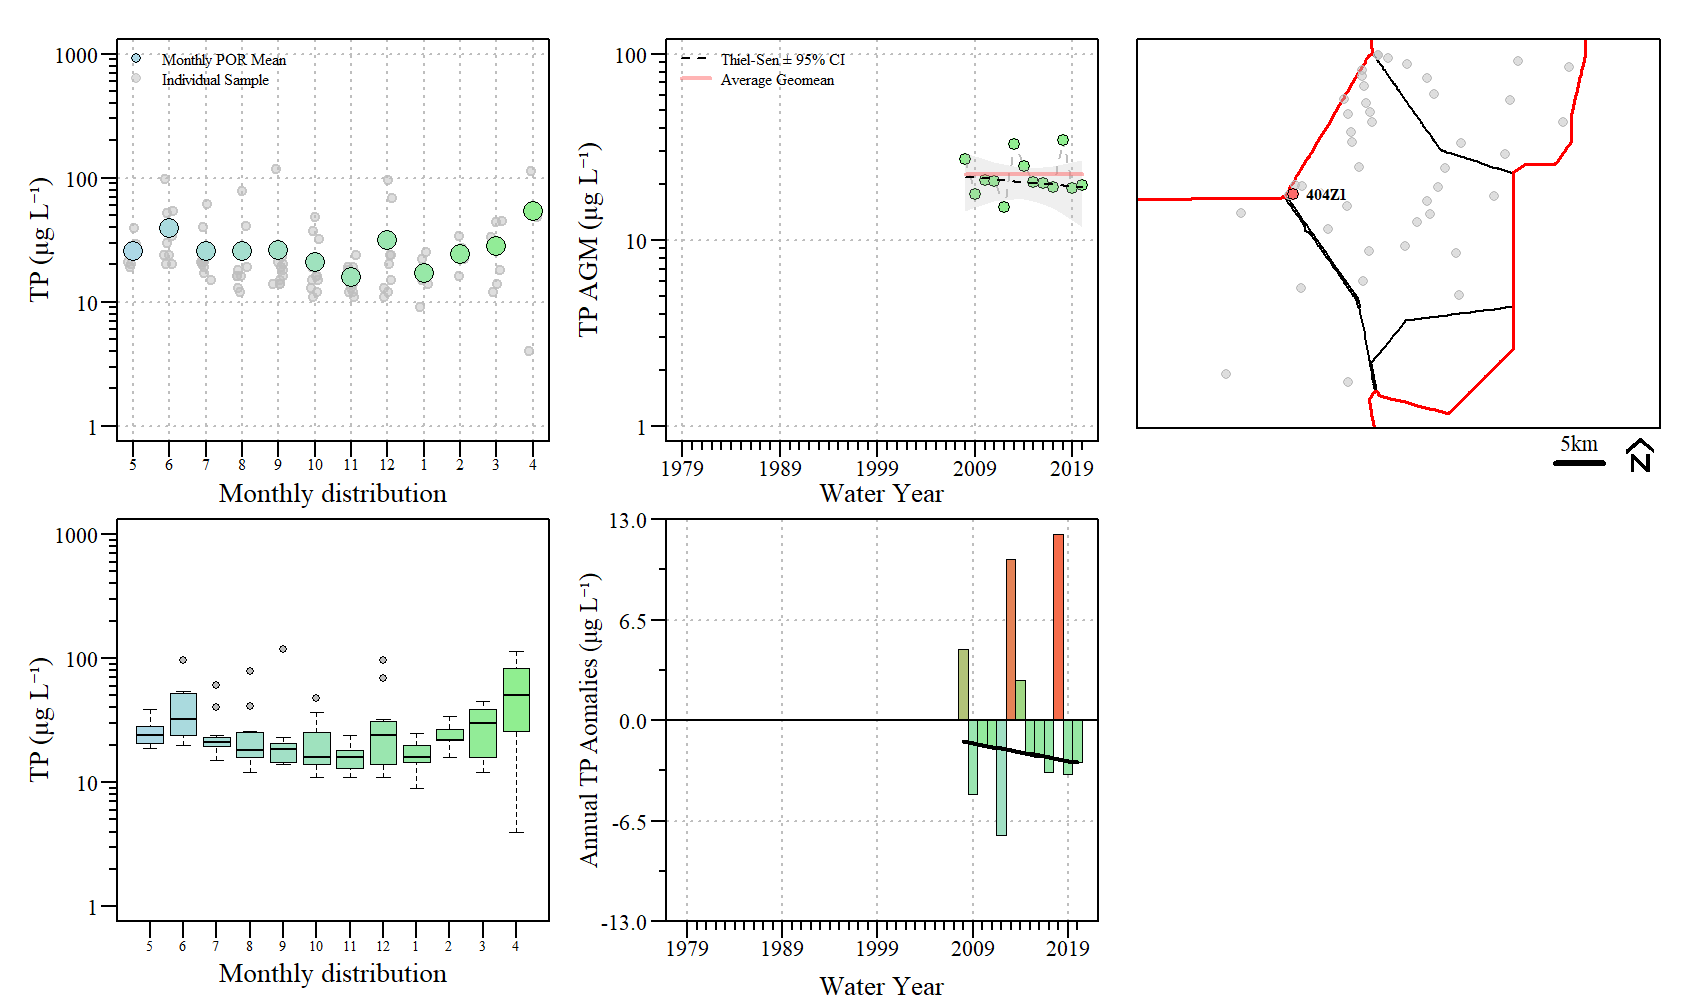 Monthly POR Mean
Individual Sample
1000
100
10
1
TP (µg L⁻¹)
5 6 7 8 9 10 11 12 1 2 3 4
Monthly distribution
Thiel-Sen ± 95% CI
Average Geomean
100
10
1
TP AGM (µg L⁻¹)
1979 1989 1999 2009 2019
Water Year
404Z1
5km
N
1000
100
10
1
TP (µg L⁻¹)
5 6 7 8 9 10 11 12 1 2 3 4
Monthly distribution
13.0
6.5
0.0
-6.5
-13.0
Annual TP Aomalies (µg L⁻¹)
1979 1989 1999 2009 2019
Water Year